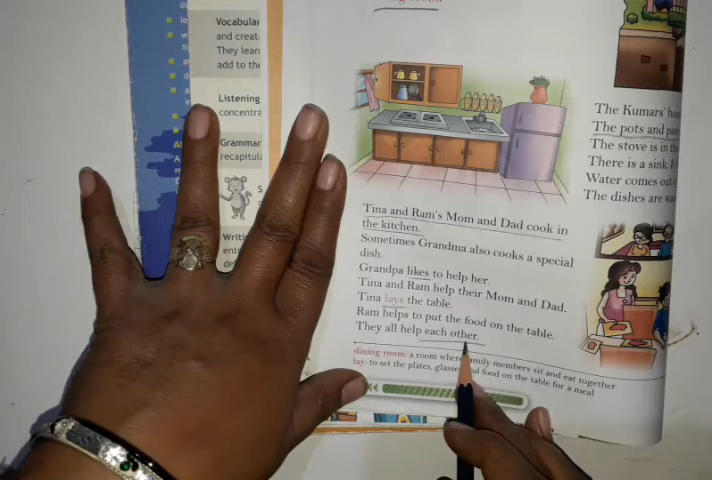 Vocabular
and creat
They lear
add to the
Listening
concentra
Grammar
recapitula
Writi
The Kumars' hou
The pots and pa
The stove is in th
There is a sink. I
Water comes out o
The dishes are wa
Tina and Ram's Mom and Dad cook in
the kitchen.
Sometimes Grandma also cooks a special
dish.
Grandpa likes to help her.
Tina and Ram help their Mom and Dad.
Tina lays the table.
Ram helps to put the food on the table.
They all help each other.
dining room: a room where family members sit and eat together
lay: to set the plates, glasses and food on the table for a meal